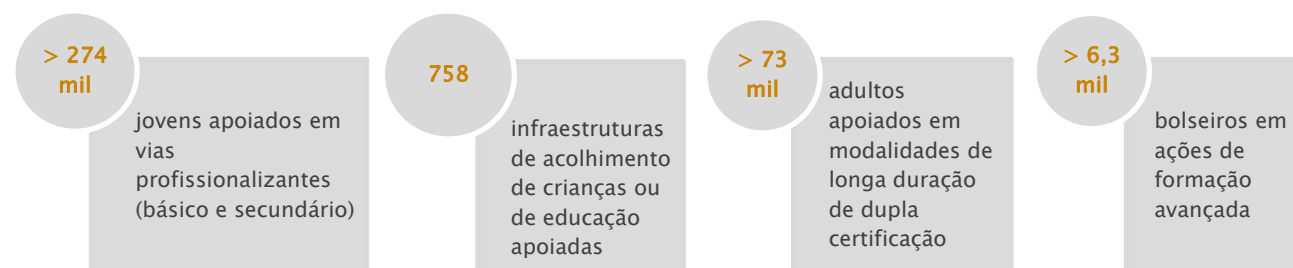 > 274
mil
jovens apoiados em
vias
profissionalizantes
(básico e secundário)
758
infraestruturas
de acolhimento
de crianças ou
de educação
apoiadas
> 73
mil
adultos
apoiados em
modalidades de
longa duração
de dupla
certificação
> 6,3
mil
bolseiros em
ações de
formação
avançada